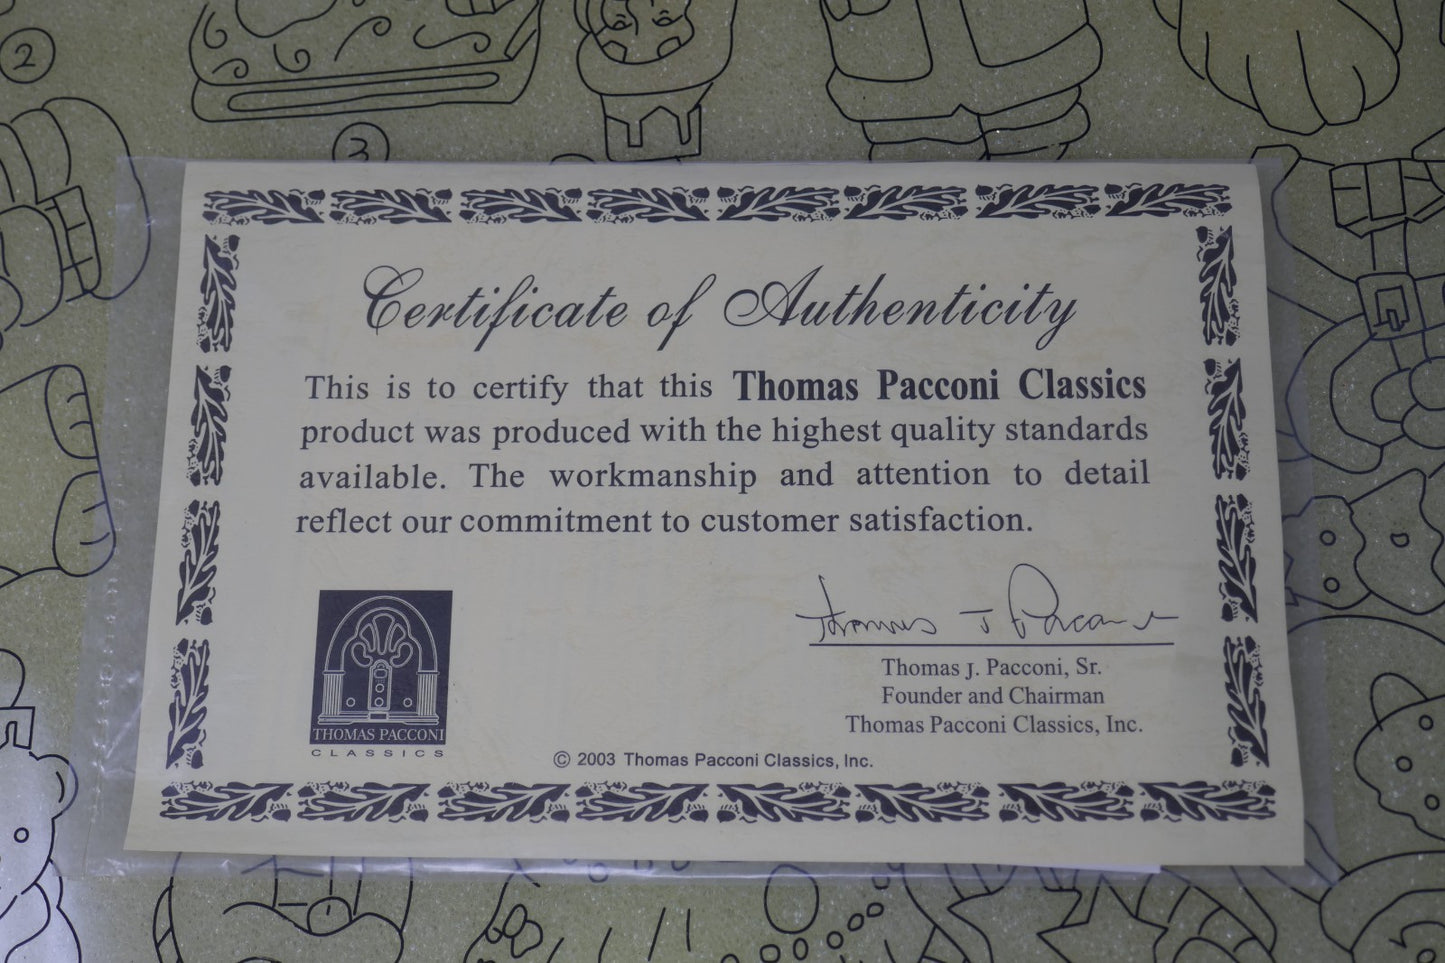 2
3
Certificate of Authenticity
This is to certify that this Thomas Pacconi Classics
product was produced with the highest quality standards
available. The workmanship and attention to detail
reflect our commitment to customer satisfaction.
Thomas J Pacconi
Thomas J. Pacconi, Sr.
Founder and Chairman
Thomas Pacconi Classics, Inc.
THOMAS PACCONI
CLASSICS
© 2003 Thomas Pacconi Classics, Inc.